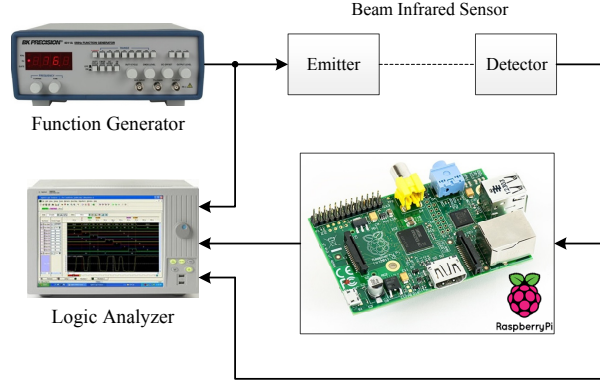 Beam Infrared Sensor
BK PRECISION
Emitter
Detector
Function Generator
Logic Analyzer
RaspberryPi